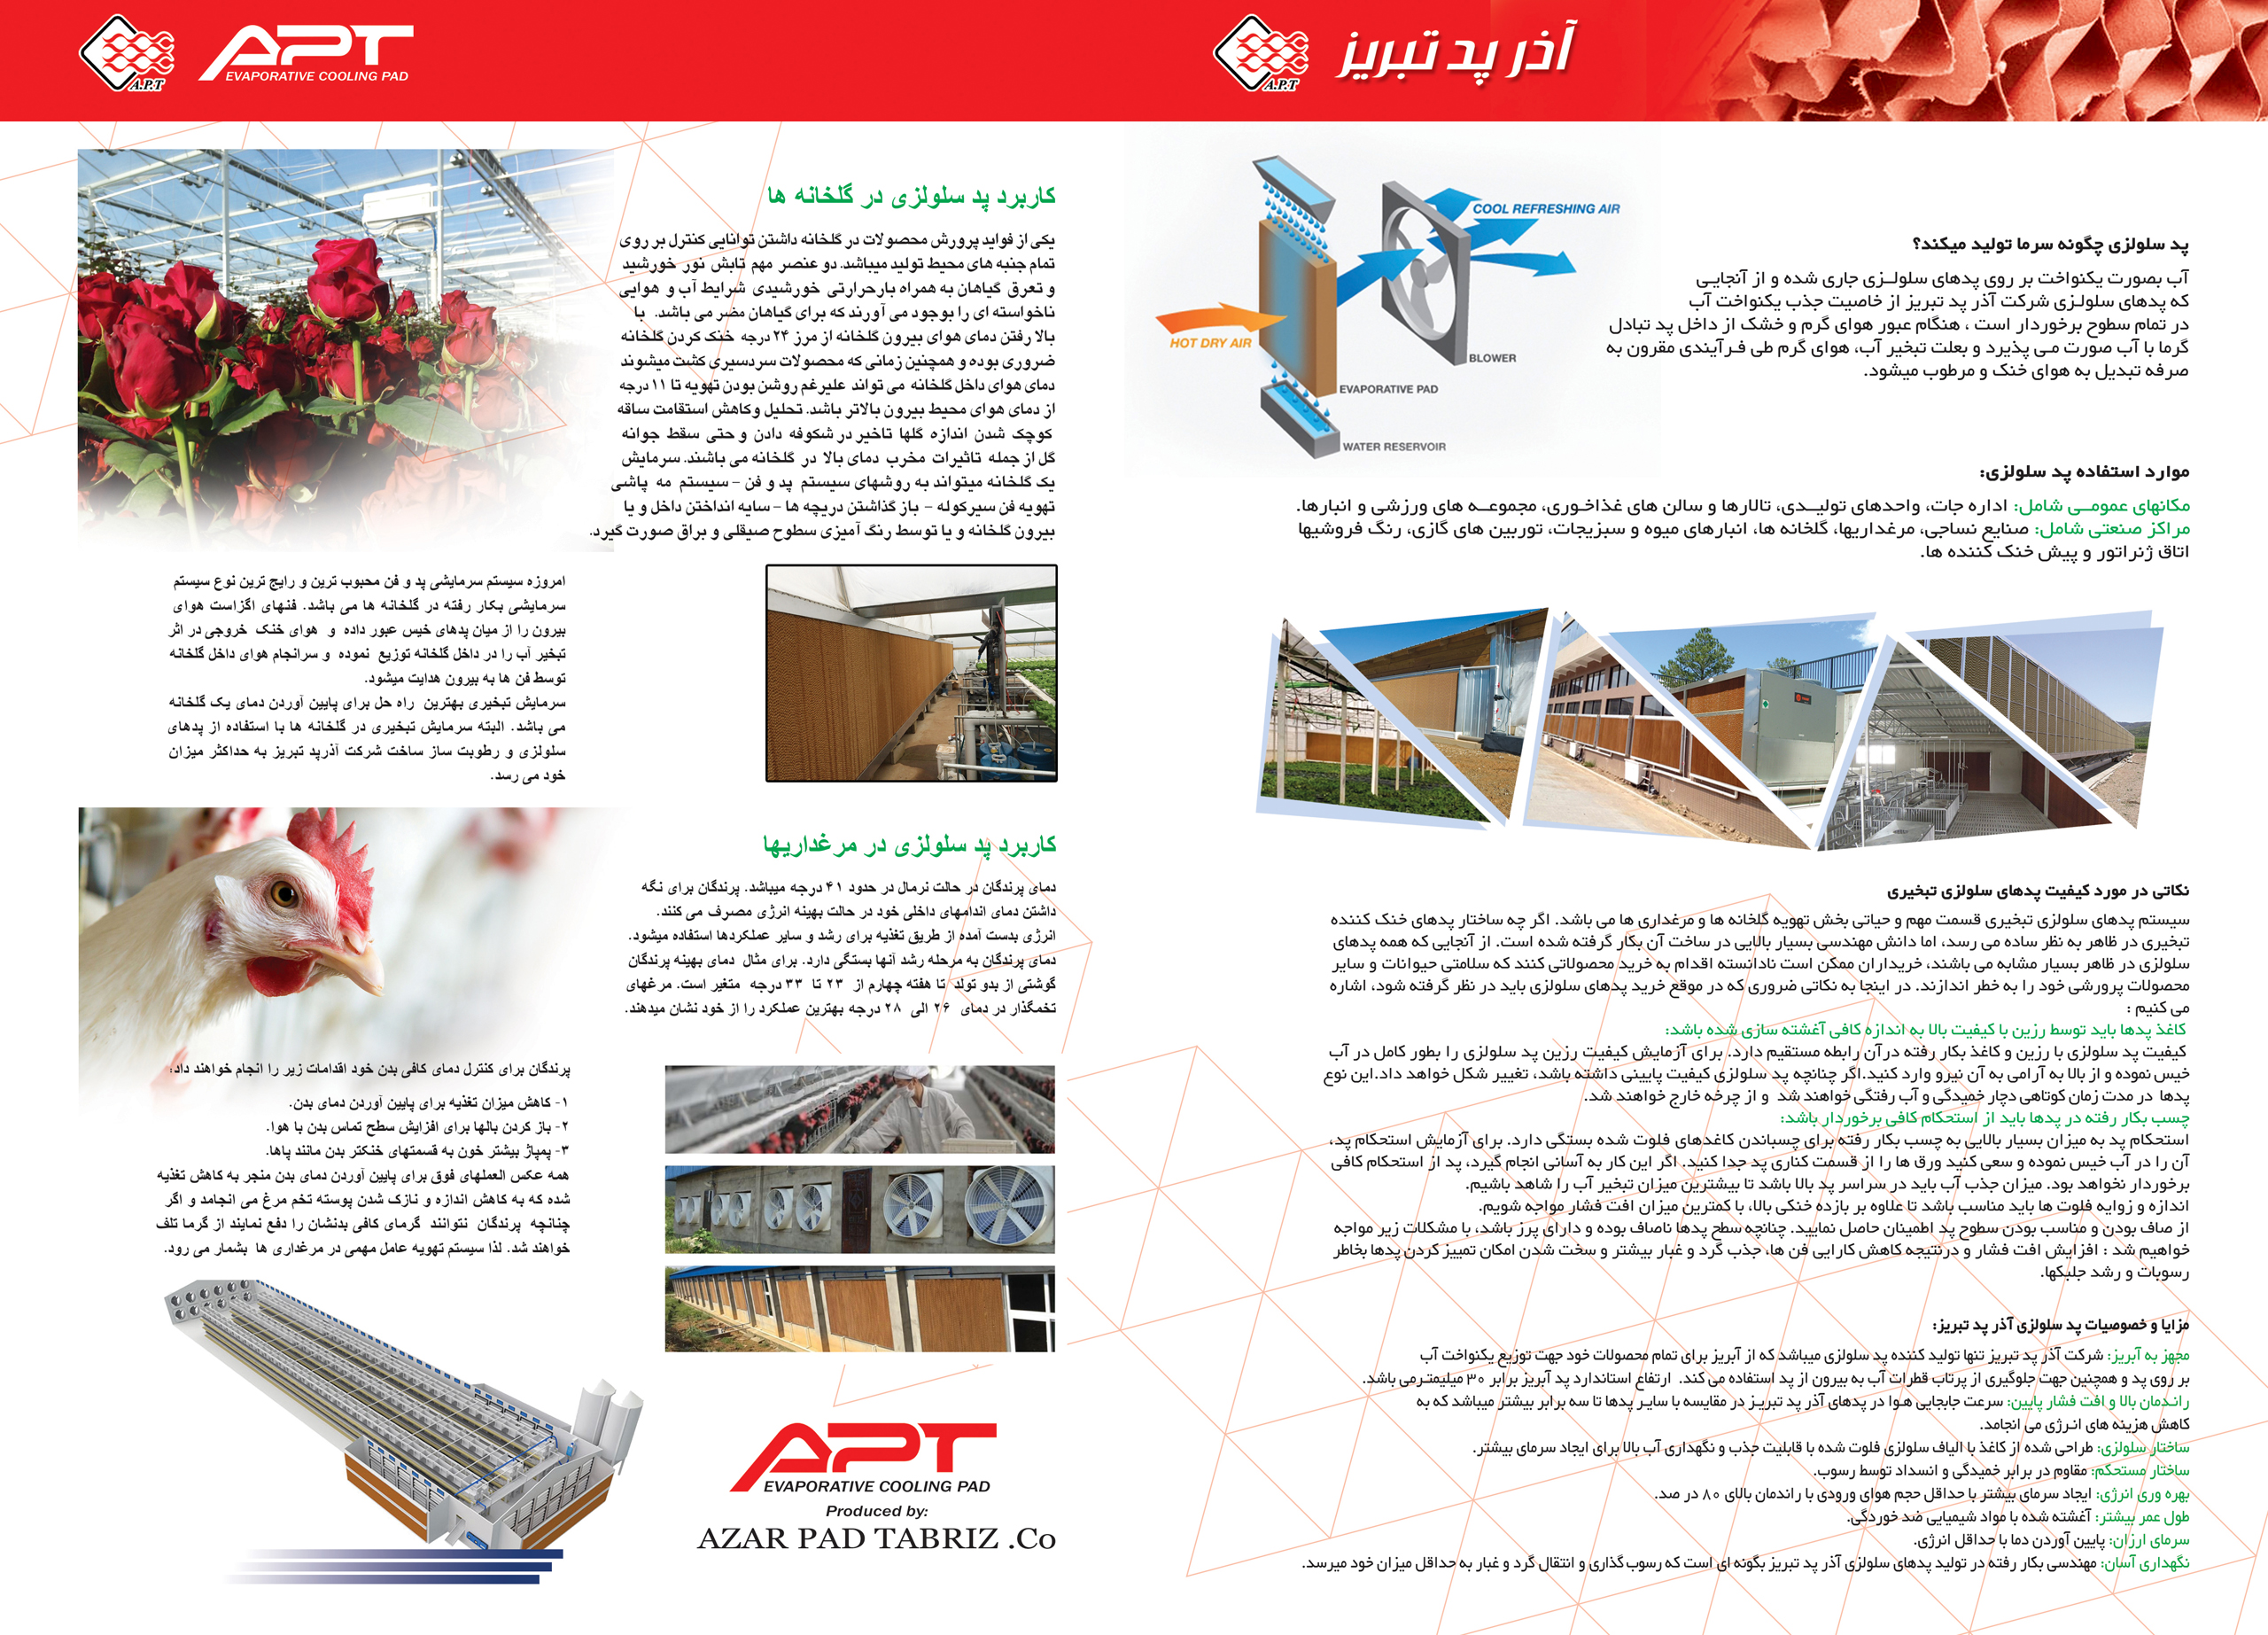 آذر پد تبریز
A.P.T
پد سلولزی چگونه سرما تولید میکند؟
آب بصورت یکنواخت بر روی پدهای سلولـزی جاری شده و از آنجایـی
که پدهای سلولـزی شرکت آذر پد تبریز از خاصیت جذب یکنواخت آب
در تمام سطوح برخوردار است ، هنگام عبور هوای گرم و خشک از داخل پد تبادل
گرما با آب صورت مـی پذیرد و بعلت تبخیر آب، هوای گرم طی فـرآیندی مقرون به
صرفه تبدیل به هوای خنک و مرطوب میشود.
COOL REFRESHING AIR
HOT DRY AIR
BLOWER
EVAPORATIVE PAD
WATER RESERVOIR
موارد استفاده پد سلولزی:
مکانهای عمومــی شامل: اداره جات، واحدهای تولیــدی، تالارها و سالن های غذاخـوری، مجموعــه های ورزشی و انبارها.
مراکز صنعتی شامل: صنایع نساجی، مرغداریها، گلخانه ها، انبارهای میوه و سبزیجات، توربین های گازی، رنگ فروشیها
اتاق ژنراتور و پیش خنک کننده ها.
نکاتی در مورد کیفیت پدهای سلولزی تبخیری
سیستم پدهای سلولزی تبخیری قسمت مهم و حیاتی بخش تهویه گلخانه ها و مرغداری ها می باشد. اگر چه ساختار پدهای خنک کننده
تبخیری در ظاهر به نظر ساده می رسد، اما دانش مهندسی بسیار بالایی در ساخت آن بکار گرفته شده است. از آنجایی که همه پدهای
سلولزی در ظاهر بسیار مشابه می باشند، خریداران ممکن است نادانسته اقدام به خرید محصولاتی کنند که سلامتی حیوانات و سایر
محصولات پرورشی خود را به خطر اندازند. در اینجا به نکاتی ضروری که در موقع خرید پدهای سلولزی باید در نظر گرفته شود، اشاره
می کنیم :
کاغذ پدها باید توسط رزین با کیفیت بالا به اندازه کافی آغشته سازی شده باشد:
کیفیت پد سلولزی با رزین و کاغذ بکار رفته درآن رابطه مستقیم دارد. برای آزمایش کیفیت رزین پد سلولزی را بطور کامل در آب
خیس نموده و از بالا به آرامی به آن نیرو وارد کنید.اگر چنانچه پد سلولزی کیفیت پایینی داشته باشد، تغییر شکل خواهد داد.این نوع
پدها در مدت زمان کوتاهی دچار خمیدگی و آب رفتگی خواهند شد و از چرخه خارج خواهند شد.
چسب بکار رفته در پدها باید از استحکام کافی برخوردار باشد:
استحکام پد به میزان بسیار بالایی به چسب بکار رفته برای چسباندن کاغدهای فلوت شده بستگی دارد. برای آزمایش استحکام پد،
آن را در آب خیس نموده و سعی کنید ورق ها را از قسمت کناری پد جدا کنید. اگر این کار به آسانی انجام گیرد، پد از استحکام کافی
برخوردار نخواهد بود. میزان جذب آب باید در سراسر پد بالا باشد تا بیشترین میزان تبخیر آب را شاهد باشیم.
اندازه و زوایه فلوت ها باید مناسب باشد تا علاوه بر بازده خنکی بالا، با کمترین میزان افت فشار مواجه شویم.
از صاف بودن و مناسب بودن سطوح پد اطمینان حاصل نمایید. چنانچه سطح پدها ناصاف بوده و دارای پرز باشد، با مشکلات زیر مواجه
خواهیم شد : افزایش افت فشار و درنتیجه کاهش کارایی فن ها، جذب گرد و غبار بیشتر و سخت شدن امکان تمییز کردن پدها بخاطر
رسوبات و رشد جلبکها.
مزایا و خصوصیات پد سلولزی آذر پد تبریز:
مجهز به آبریز: شرکت آذر پد تبریز تنها تولید کننده پد سلولزی میباشد که از آبریز برای تمام محصولات خود جهت توزیع یکنواخت آب
بر روی پد و همچنین جهت جلوگیری از پرتاب قطرات آب به بیرون از پد استفاده می کند. ارتفاع استاندارد پد آبریز برابر ۳۰ میلیمتـرمی باشد.
راندمان بالا و افت فشار پایین: سرعت جابجایی هـوا در پدهای آذر پد تبریـز در مقایسه با سایـر پدها تا سه برابر بیشتر میباشد که به
کاهش هزینه های انـرژی می انجامد.
ساختار سلولزی: طراحی شده از کاغذ با الیاف سلولزی فلوت شده با قابلیت جذب و نگهداری آب بالا برای ایجاد سرمای بیشتر.
ساختار مستحکم: مقاوم در برابر خمیدگی و انسداد توسط رسوب.
بهره وری انرژی: ایجاد سرمای بیشتر با حداقل حجم هوای ورودی با راندمان بالای ۸۰ در صد.
طول عمر بیشتر: آغشته شده با مواد شیمیایی ضد خوردگی.
سرمای ارزان: پایین آوردن دما با حداقل انرژی.
نگهداری آسان: مهندسی بکار رفته در تولید پدهای سلولزی آذر پد تبریز بگونه ای است که رسوب گذاری و انتقال گرد و غبار به حداقل میزان خود میرسد.
A.P.T
APT
EVAPORATIVE COOLING PAD
کاربرد پد سلولزی در گلخانه ها
یکی از فواید پرورش محصولات در گلخانه داشتن توانایی کنترل بر روی
تمام جنبه های محیط تولید میباشد. دو عنصر مهم تابش نور خورشید
و تعرق گیاهان به همراه بارحرارتی خورشیدی شرایط آب و هوایی
ناخواسته ای را بوجود می آورند که برای گیاهان مضر می باشد. با
بالا رفتن دمای هوای بیرون گلخانه از مرز ۲۴ درجه خنک کردن گلخانه
ضروری بوده و همچنین زمانی که محصولات سردسیری کشت میشوند
دمای هوای داخل گلخانه می تواند علیرغم روشن بودن تهویه تا ۱۱ درجه
از دمای هوای محیط بیرون بالاتر باشد. تحلیل وکاهش استقامت ساقه
کوچک شدن اندازه گلها تاخیر در شکوفه دادن و حتی سقط جوانه
گل از جمله تاثیرات مخرب دمای بالا در گلخانه می باشند. سرمایش
یک گلخانه میتواند به روشهای سیستم پد و فن - سیستم مه پاشی
تهویه فن سیرکوله - باز گذاشتن دریچه ها - سایه انداختن داخل و یا
بیرون گلخانه و یا توسط رنگ آمیزی سطوح صیقلی و براق صورت گیرد.
امروزه سیستم سرمایشی پد و فن محبوب ترین و رایج ترین نوع سیستم
سرمایشی بکار رفته در گلخانه ها می باشد. فنهای اگزاست هوای
بیرون را از میان پدهای خیس عبور داده و هوای خنک خروجی در اثر
تبخیر آب را در داخل گلخانه توزیع نموده و سرانجام هوای داخل گلخانه
توسط فن ها به بیرون هدایت میشود.
سرمایش تبخیری بهترین راه حل برای پایین آوردن دمای یک گلخانه
می باشد. البته سرمایش تبخیری در گلخانه ها با استفاده از پدهای
سلولزی و رطوبت ساز ساخت شرکت آذرپد تبریز به حداکثر میزان
خود می رسد.
کاربرد پد سلولزی در مرغداریها
دمای پرندگان در حالت نرمال در حدود ۴۱ درجه میباشد. پرندگان برای نگه
داشتن دمای اندامهای داخلی خود در حالت بهینه انرژی مصرف می کنند.
انرژی بدست آمده از طریق تغذیه برای رشد و سایر عملکردها استفاده میشود.
دمای پرندگان به مرحله رشد آنها بستگی دارد. برای مثال دمای بهینه پرندگان
گوشتی از بدو تولد تا هفته چهارم از ۲۳ تا ۳۳ درجه متغیر است. مرغهای
تخمگذار در دمای ۲۶ الی ۲۸ درجه بهترین عملکرد را از خود نشان میدهند.
پرندگان برای کنترل دمای کافی بدن خود اقدامات زیر را انجام خواهند داد:
۱- کاهش میزان تغذیه برای پایین آوردن دمای بدن.
۲- باز کردن بالها برای افزایش سطح تماس بدن با هوا.
۳- پمپاژ بیشتر خون به قسمتهای خنکتر بدن مانند پاها.
همه عکس العملهای فوق برای پایین آوردن دمای بدن منجر به کاهش تغذیه
شده که به کاهش اندازه و نازک شدن پوسته تخم مرغ می انجامد و اگر
چنانچه پرندگان نتوانند گرمای کافی بدنشان را دفع نمایند از گرما تلف
خواهند شد. لذا سیستم تهویه عامل مهمی در مرغداری ها بشمار می رود.
APT
EVAPORATIVE COOLING PAD
Produced by:
AZAR PAD TABRIZ .Co